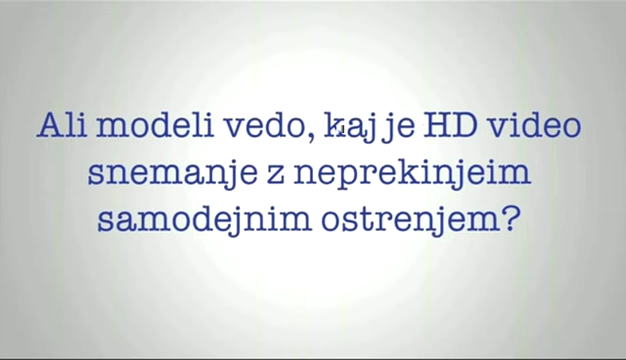 Ali modeli vedo, kaj je HD video
snemanje z neprekinjeim
samodejnim ostrenjem?